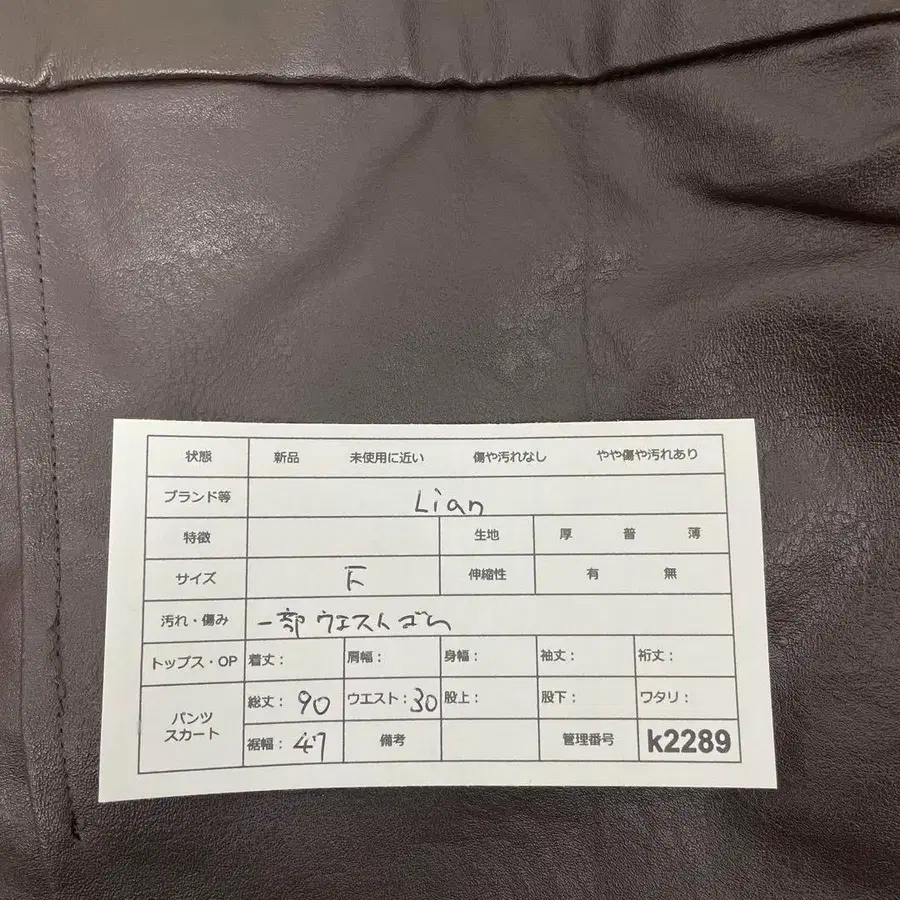 状態 新品 未使用に近い 傷や汚れなし やや傷や汚れあり
ブランド等 Lian
特徴 生地 厚 普 薄
サイズ F 伸縮性 有 無
汚れ・傷み 一部ウエストゴム
トップス・OP 着丈: 肩幅: 身幅: 袖丈: 裄丈:
パンツ スカート 総丈: 90 ウエスト: 30 股上: 股下: ワタリ:
裾幅: 47 備考 管理番号 k2289